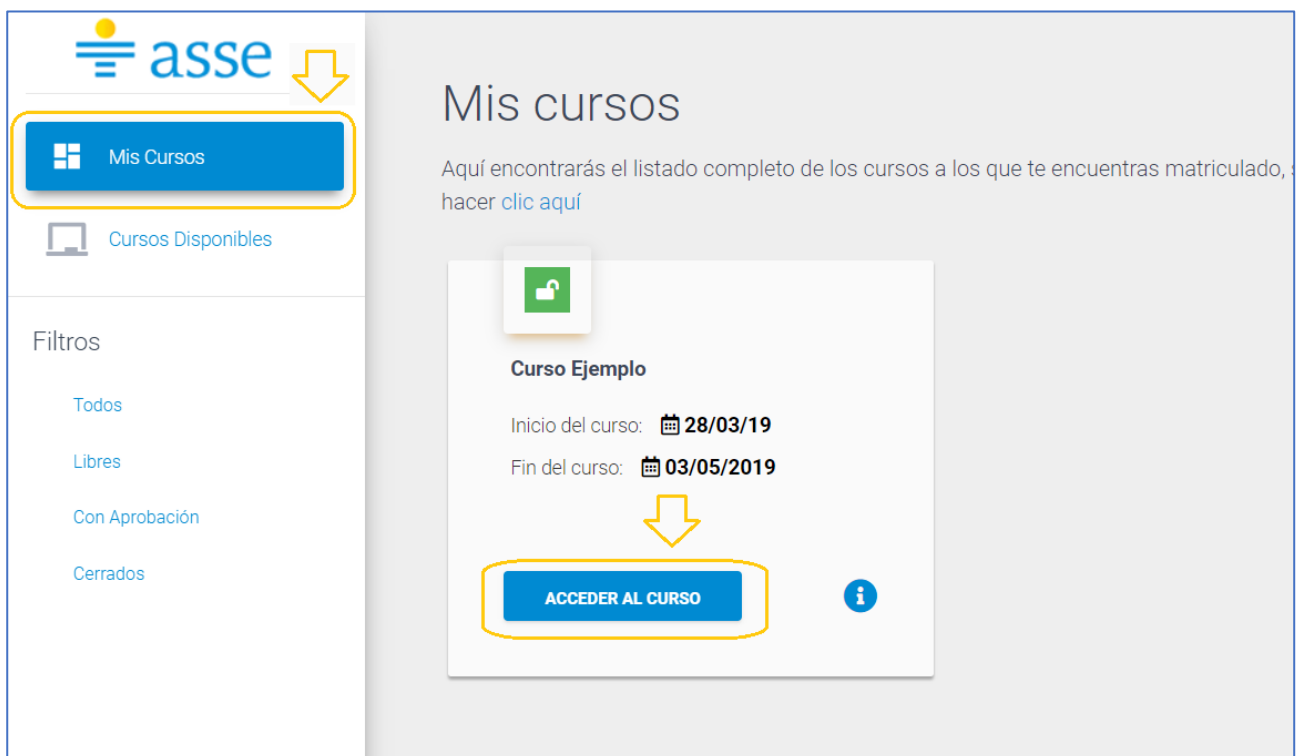 asse
Mis Cursos
Cursos Disponibles
Filtros
Todos
Libres
Con Aprobación
Cerrados
Mis cursos
Aquí encontrarás el listado completo de los cursos a los que te encuentras matriculado,
hacer clic aquí
Curso Ejemplo
Inicio del curso: 28/03/19
Fin del curso: 03/05/2019
ACCEDER AL CURSO